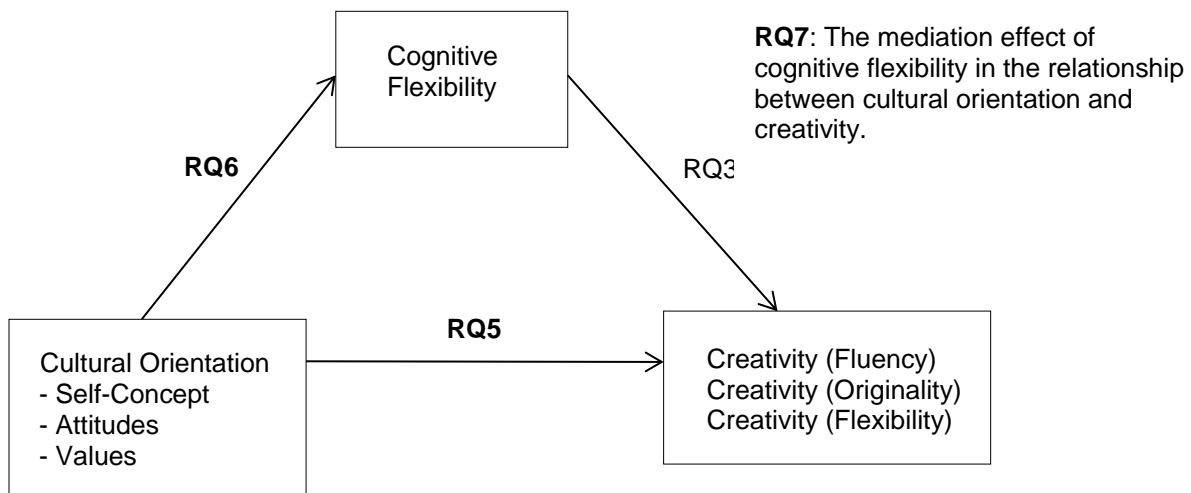 Cognitive
Flexibility
RQ7: The mediation effect of
cognitive flexibility in the relationship
between cultural orientation and
creativity.
RQ6
RQ3
RQ5
Cultural Orientation
- Self-Concept
- Attitudes
- Values
Creativity (Fluency)
Creativity (Originality)
Creativity (Flexibility)